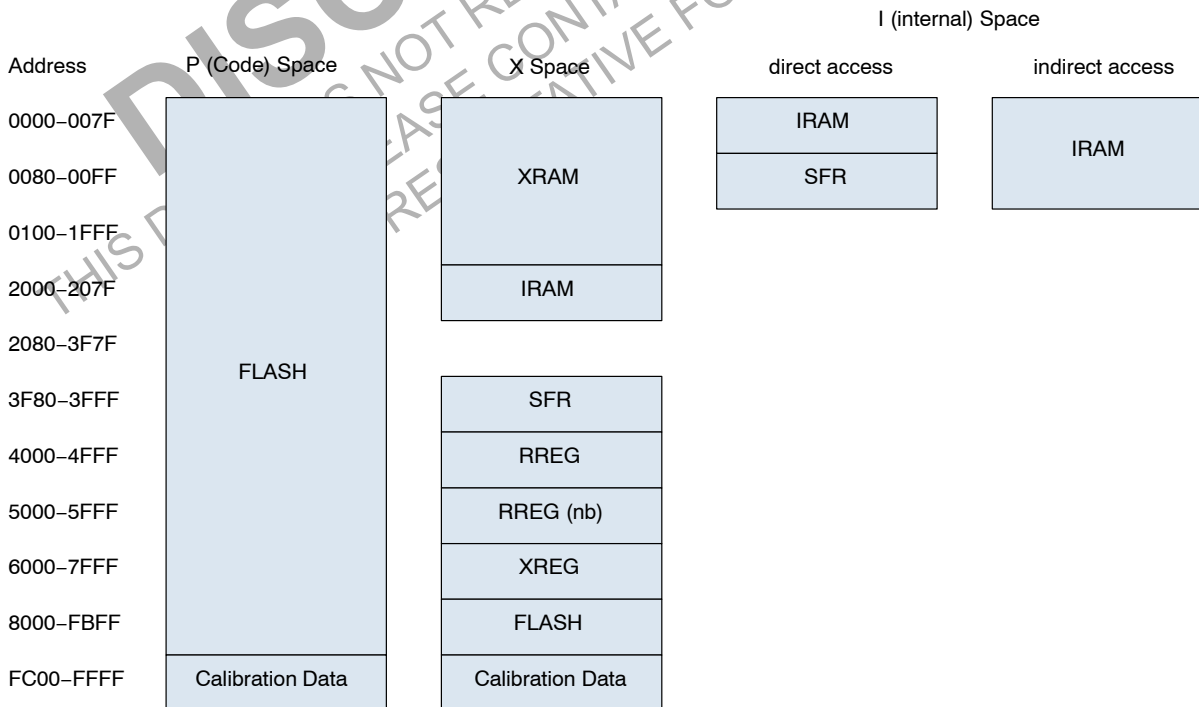 I (internal) Space
Address P (Code) Space X Space direct access indirect access
0000–007F IRAM
IRAM
0080–00FF XRAM SFR
0100–1FFF
2000–207F IRAM
2080–3F7F
FLASH
3F80–3FFF SFR
4000–4FFF RREG
5000–5FFF RREG (nb)
6000–7FFF XREG
8000–FBFF FLASH
FC00–FFFF Calibration Data Calibration Data
THIS
NOT